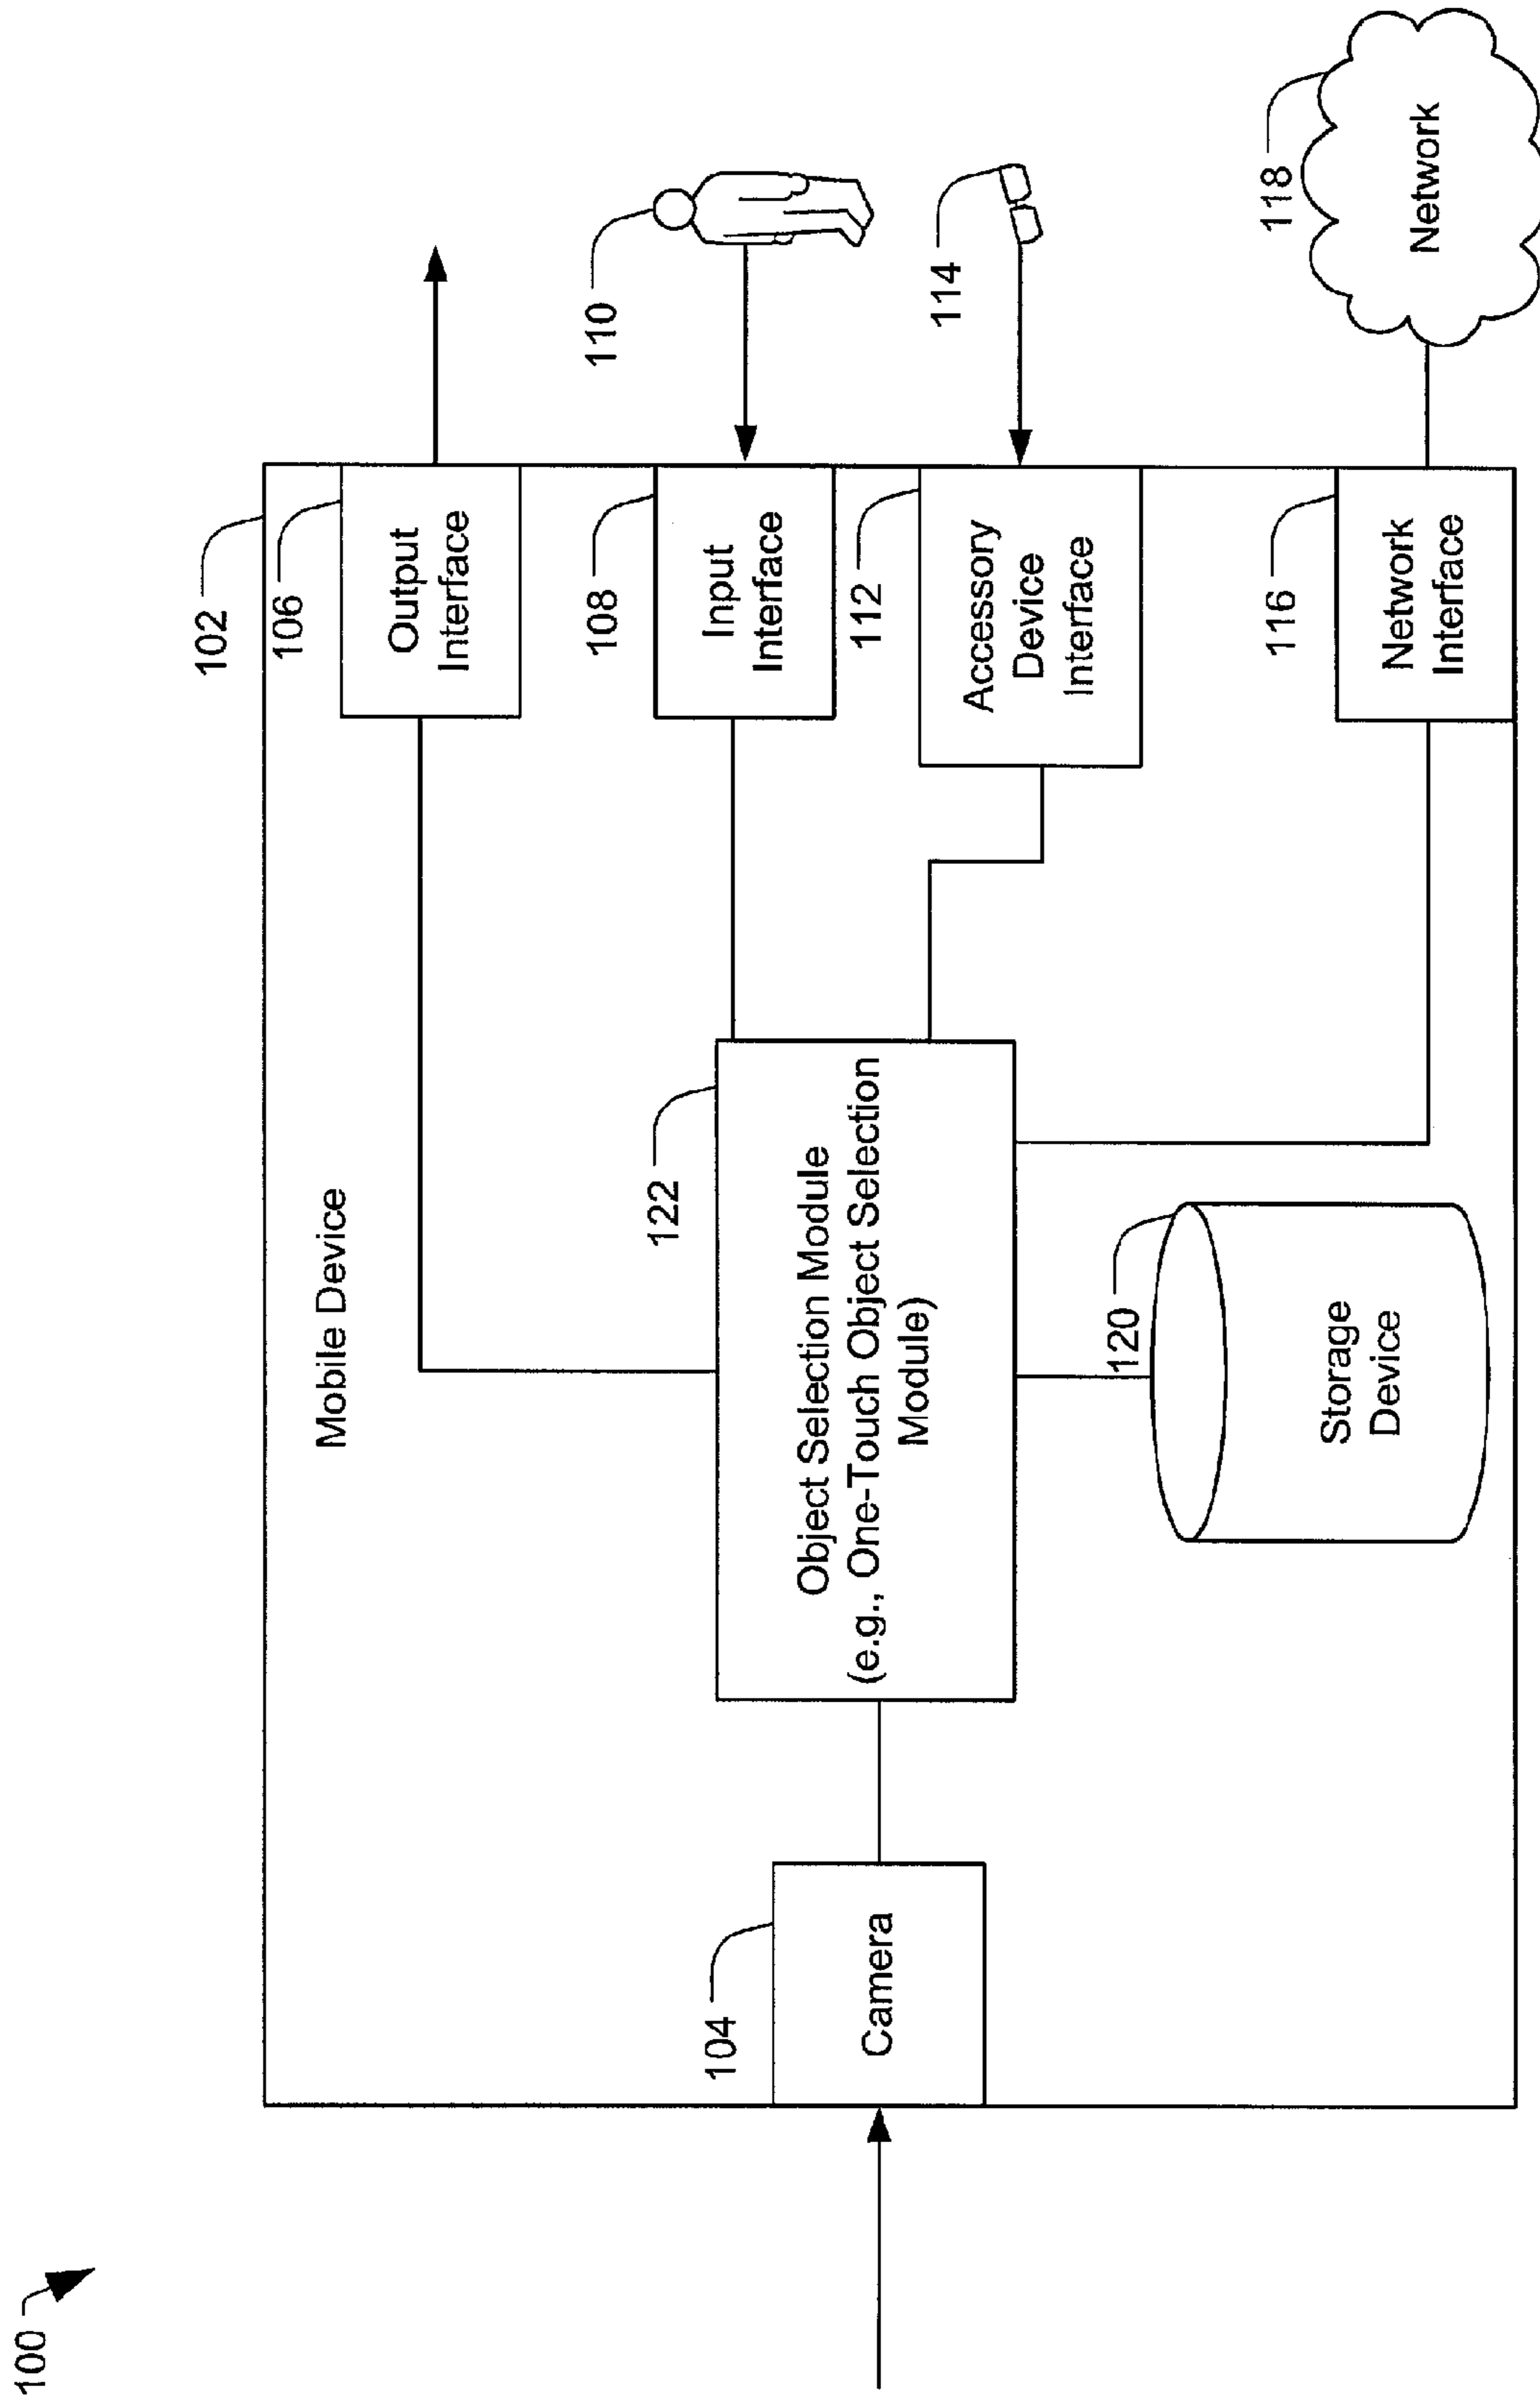 100
102
Mobile Device
106
Output
Interface
110
108
Input
Interface
122
Object Selection Module
(e.g., One-Touch Object Selection
Module)
104
Camera
114
112
Accessory
Device
Interface
120
Storage
Device
118
Network
116
Network
Interface